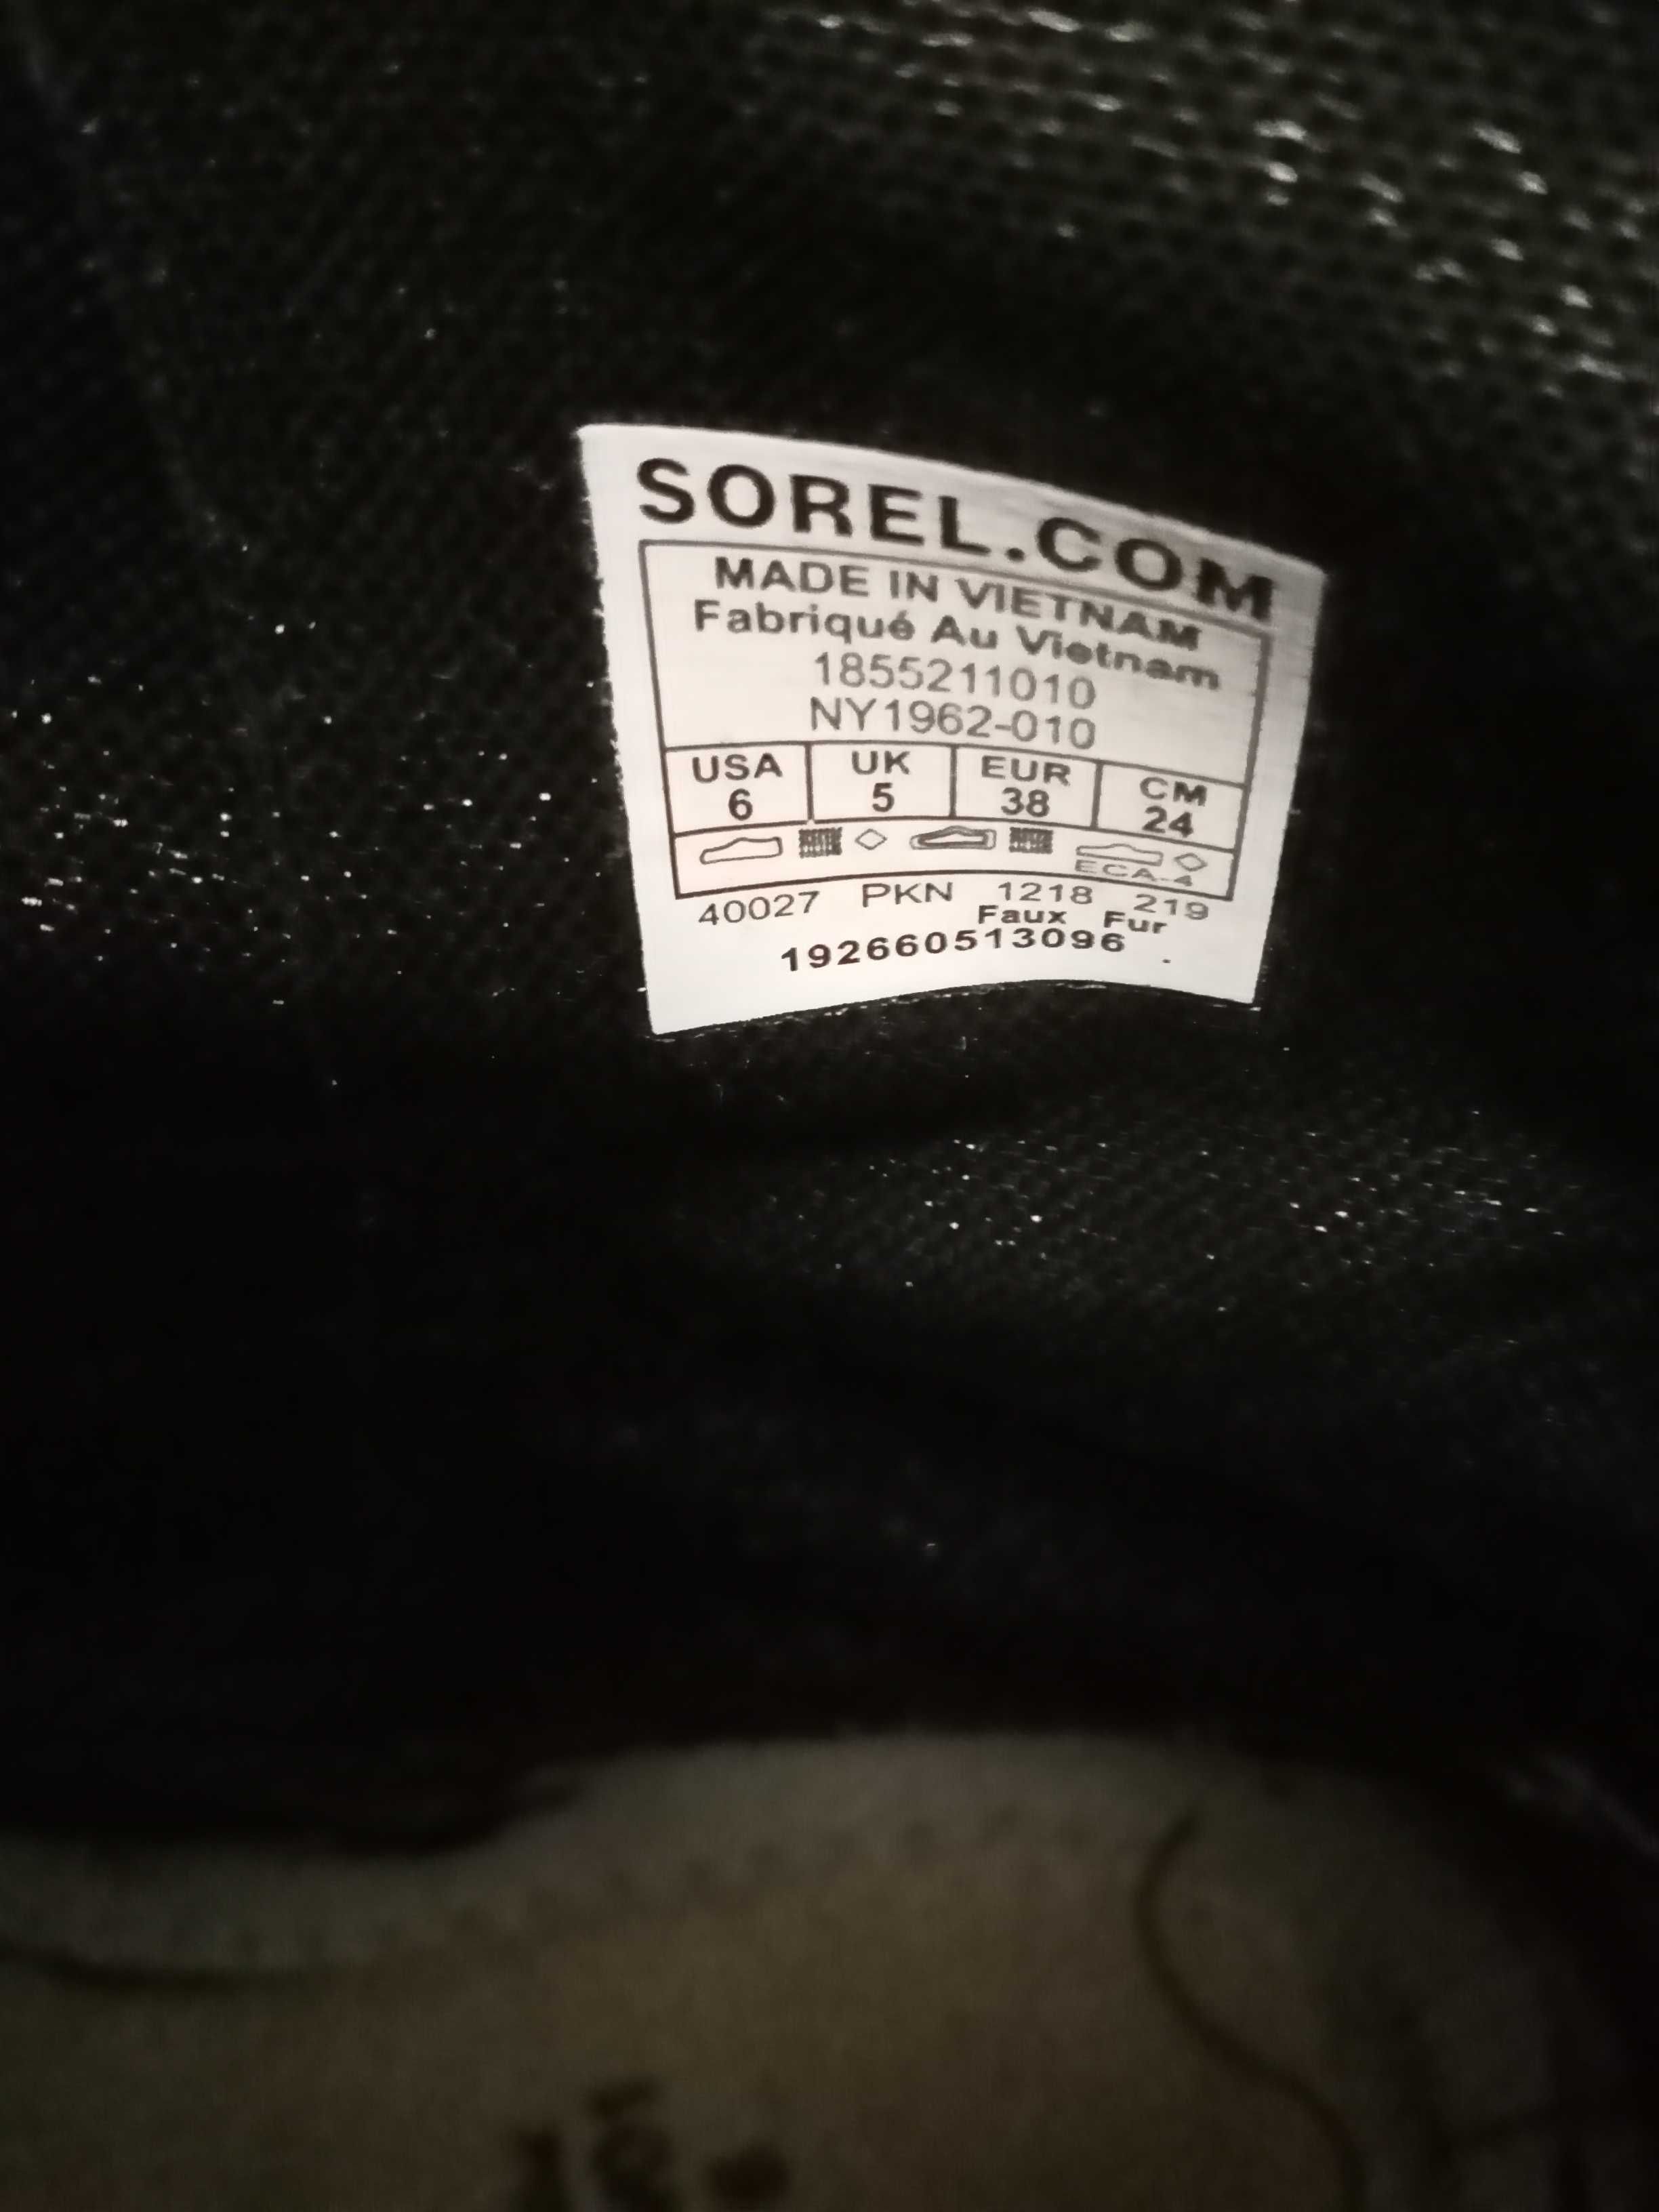 SOREL.COM
MADE IN VIETNAM
Fabriqué Au Vietnam
1855211010
NY1962-010
USA UK EUR CM
6 5 38 24
ECA-4
40027 PKN 1218 219
Faux Fur
192660513096